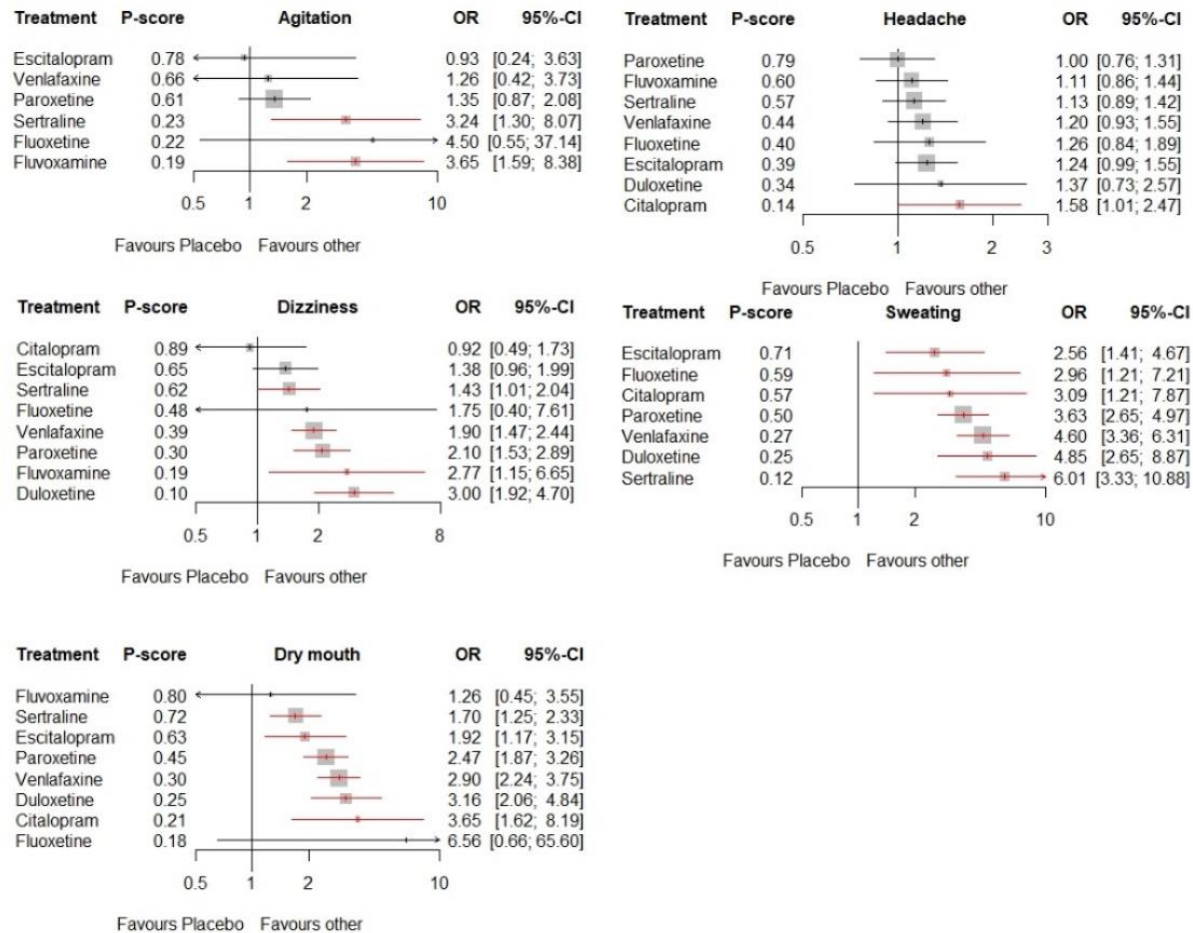 Treatment P-score Agitation OR 95%-CI
Escitalopram 0.78 0.93 [0.24; 3.63]
Venlafaxine 0.66 1.26 [0.42; 3.73]
Paroxetine 0.61 1.35 [0.87; 2.08]
Sertraline 0.23 3.24 [1.30; 8.07]
Fluoxetine 0.22 4.50 [0.55; 37.14]
Fluvoxamine 0.19 3.65 [1.59; 8.38]
0.5 1 2 10
Favours Placebo Favours other
Treatment P-score Headache OR 95%-CI
Paroxetine 0.79 1.00 [0.76; 1.31]
Fluvoxamine 0.60 1.11 [0.86; 1.44]
Sertraline 0.57 1.13 [0.89; 1.42]
Venlafaxine 0.44 1.20 [0.93; 1.55]
Fluoxetine 0.40 1.26 [0.84; 1.89]
Escitalopram 0.39 1.24 [0.99; 1.55]
Duloxetine 0.34 1.37 [0.73; 2.57]
Citalopram 0.14 1.58 [1.01; 2.47]
0.5 1 2 3
Favours Placebo Favours other
Treatment P-score Dizziness OR 95%-CI
Citalopram 0.89 0.92 [0.49; 1.73]
Escitalopram 0.65 1.38 [0.96; 1.99]
Sertraline 0.62 1.43 [1.01; 2.04]
Fluoxetine 0.48 1.75 [0.40; 7.61]
Venlafaxine 0.39 1.90 [1.47; 2.44]
Paroxetine 0.30 2.10 [1.53; 2.89]
Fluvoxamine 0.19 2.77 [1.15; 6.65]
Duloxetine 0.10 3.00 [1.92; 4.70]
0.5 1 2 8
Favours Placebo Favours other
Treatment P-score Sweating OR 95%-CI
Escitalopram 0.71 2.56 [1.41; 4.67]
Fluoxetine 0.59 2.96 [1.21; 7.21]
Citalopram 0.57 3.09 [1.21; 7.87]
Paroxetine 0.50 3.63 [2.65; 4.97]
Venlafaxine 0.27 4.60 [3.36; 6.31]
Duloxetine 0.25 4.85 [2.65; 8.87]
Sertraline 0.12 6.01 [3.33; 10.88]
0.5 1 2 10
Favours Placebo Favours other
Treatment P-score Dry mouth OR 95%-CI
Fluvoxamine 0.80 1.26 [0.45; 3.55]
Sertraline 0.72 1.70 [1.25; 2.33]
Escitalopram 0.63 1.92 [1.17; 3.15]
Paroxetine 0.45 2.47 [1.87; 3.26]
Venlafaxine 0.30 2.90 [2.24; 3.75]
Duloxetine 0.25 3.16 [2.06; 4.84]
Citalopram 0.21 3.65 [1.62; 8.19]
Fluoxetine 0.18 6.56 [0.66; 65.60]
0.5 1 2 10
Favours Placebo Favours other